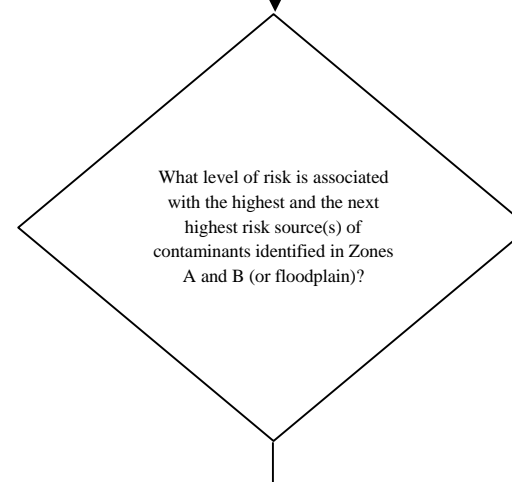 What level of risk is associated
with the highest and the next
highest risk source(s) of
contaminants identified in Zones
A and B (or floodplain)?